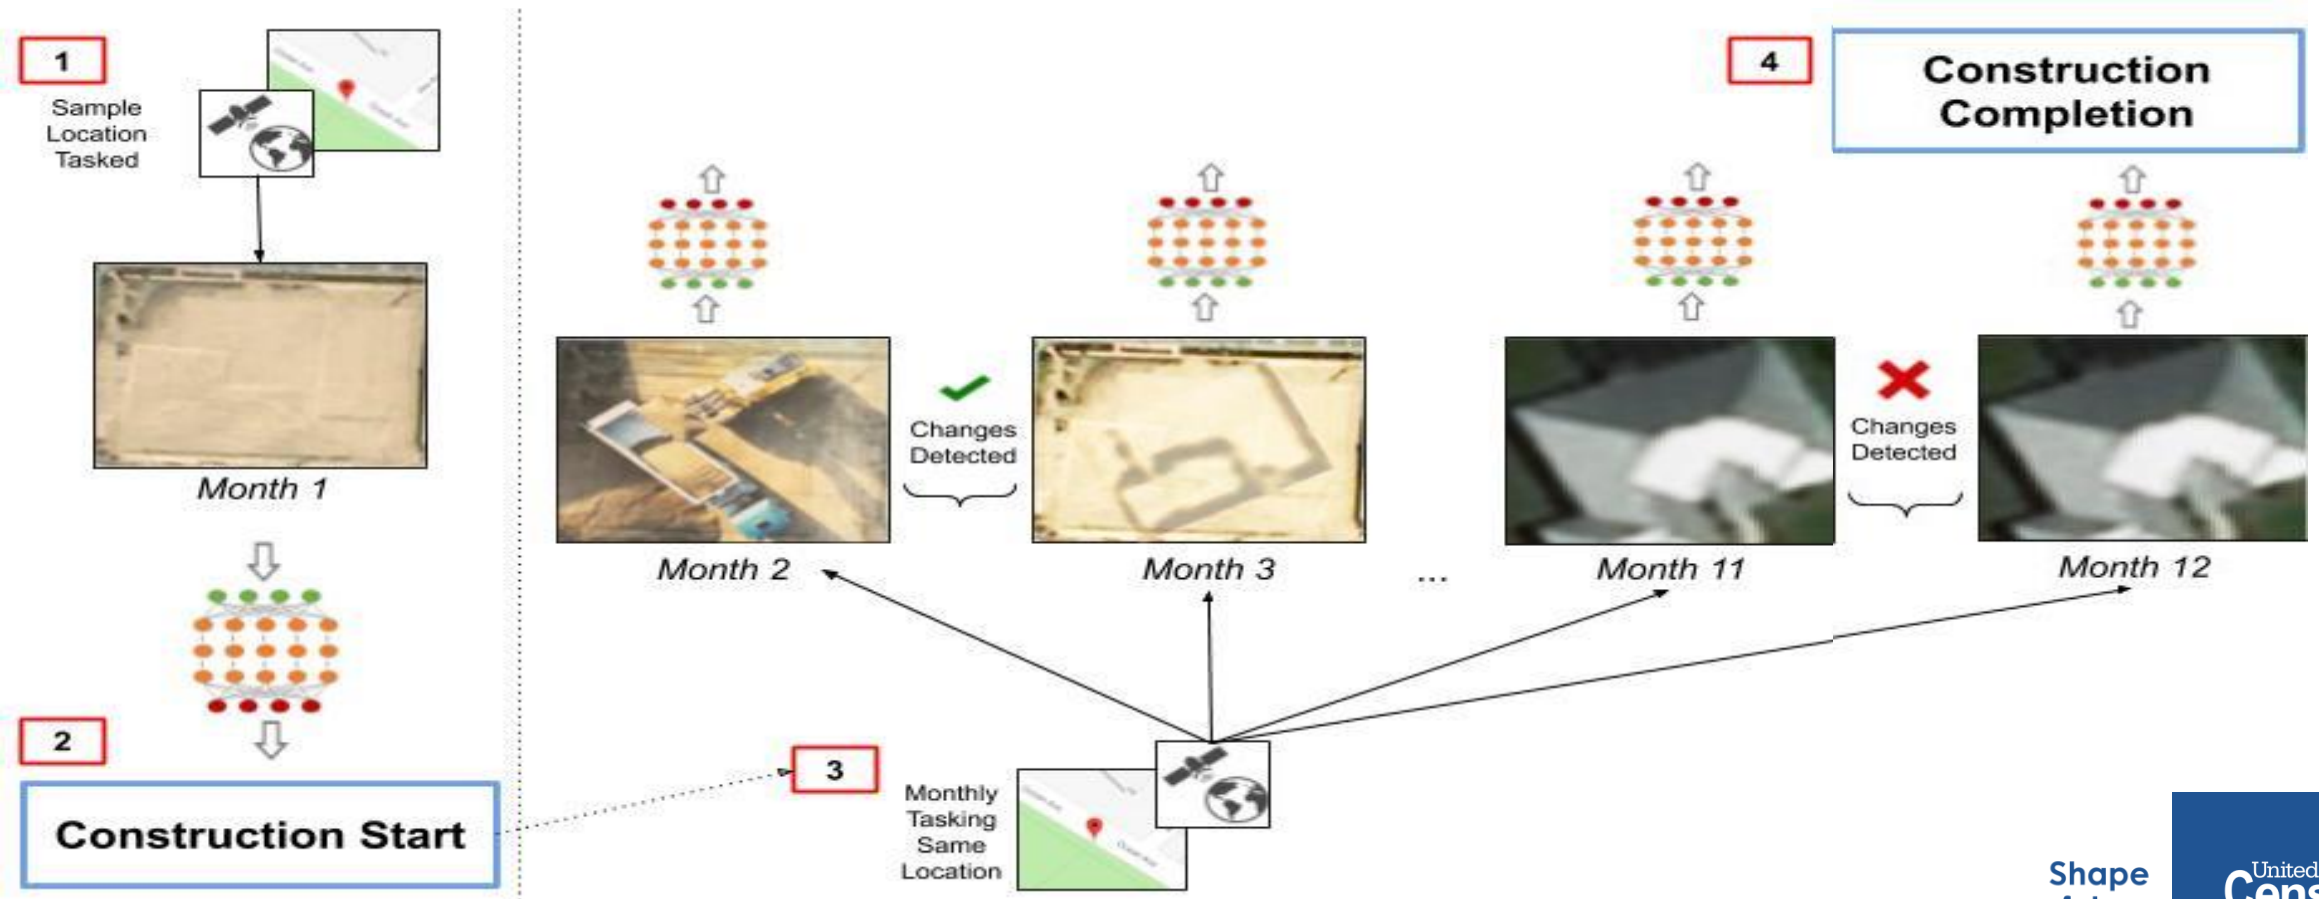 1
Sample
Location
Tasked
Month 1
2
Construction Start
3
Monthly
Tasking
Same
Location
Month 2
Changes
Detected
Month 3
...
Month 11
Changes
Detected
Month 12
4
Construction
Completion
Shape
United